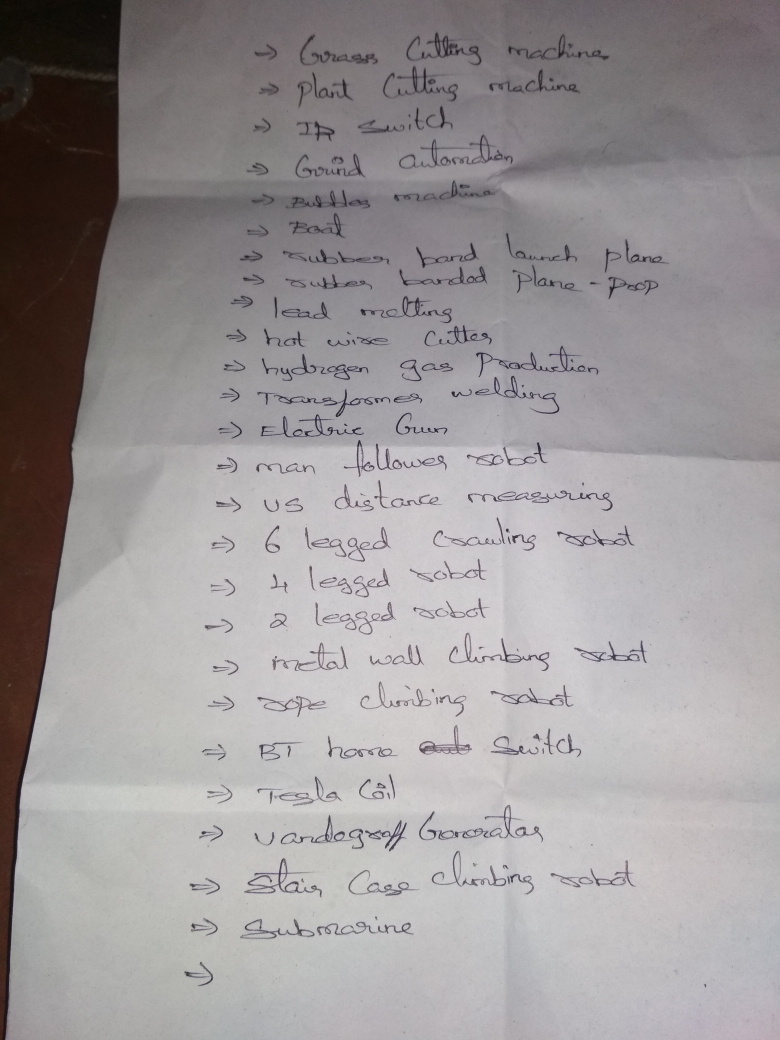 ⇒ Grass Cutting machine
⇒ Plant Cutting machine
⇒ IR Switch
⇒ automation
⇒ Bubbles machine
⇒ Boat
⇒ rubber band launch plane
⇒ rubber banded plane - prop
⇒ lead melting
⇒ hot wire cutter
⇒ hydrogen gas Production
⇒ Transformer welding
⇒ Electric Gun
⇒ man follower robot
⇒ US distance measuring
⇒ 6 legged Crawling robot
⇒ 4 legged robot
⇒ 2 legged robot
⇒ metal wall climbing robot
⇒ rope climbing robot
⇒ BT home Switch
⇒ Tesla Coil
⇒ vandograff Generator
⇒ Stair Case climbing robot
⇒ Submarine
⇒